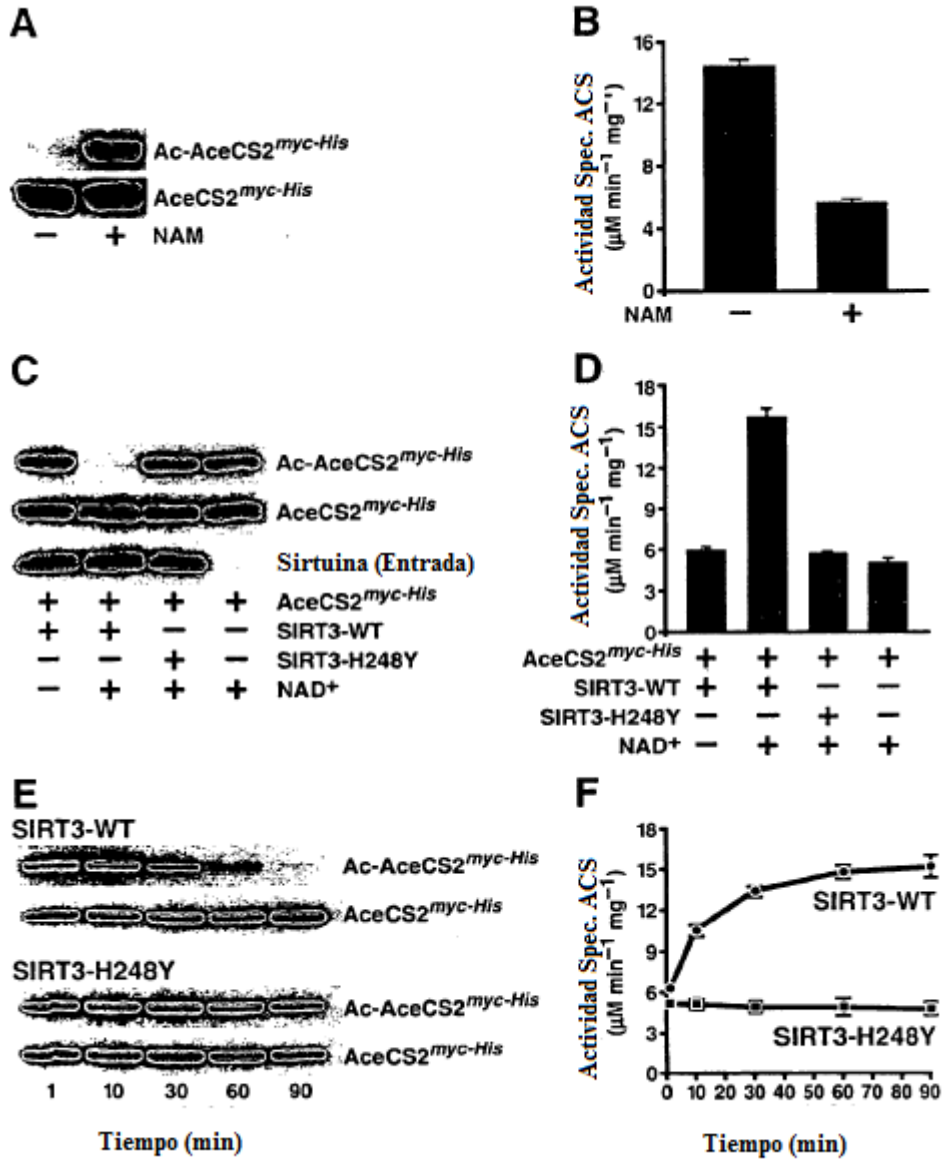 A
Ac-AceCS2myc-His
AceCS2myc-His
− + NAM
B
Actividad Spec. ACS
(µM min−1 mg−1)
16
12
8
4
0
NAM − +
C
Ac-AceCS2myc-His
AceCS2myc-His
Sirtuina (Entrada)
+ + + + AceCS2myc-His
+ + − − SIRT3-WT
− − + − SIRT3-H248Y
− + + + NAD+
D
Actividad Spec. ACS
(µM min−1 mg−1)
18
15
12
9
6
3
0
AceCS2myc-His + + + +
SIRT3-WT + + − −
SIRT3-H248Y − − + −
NAD+ − + + +
E
SIRT3-WT
Ac-AceCS2myc-His
AceCS2myc-His
SIRT3-H248Y
Ac-AceCS2myc-His
AceCS2myc-His
1 10 30 60 90
Tiempo (min)
F
Actividad Spec. ACS
(µM min−1 mg−1)
18
15
12
9
6
3
0
SIRT3-WT
SIRT3-H248Y
0 10 20 30 40 50 60 70 80 90
Tiempo (min)